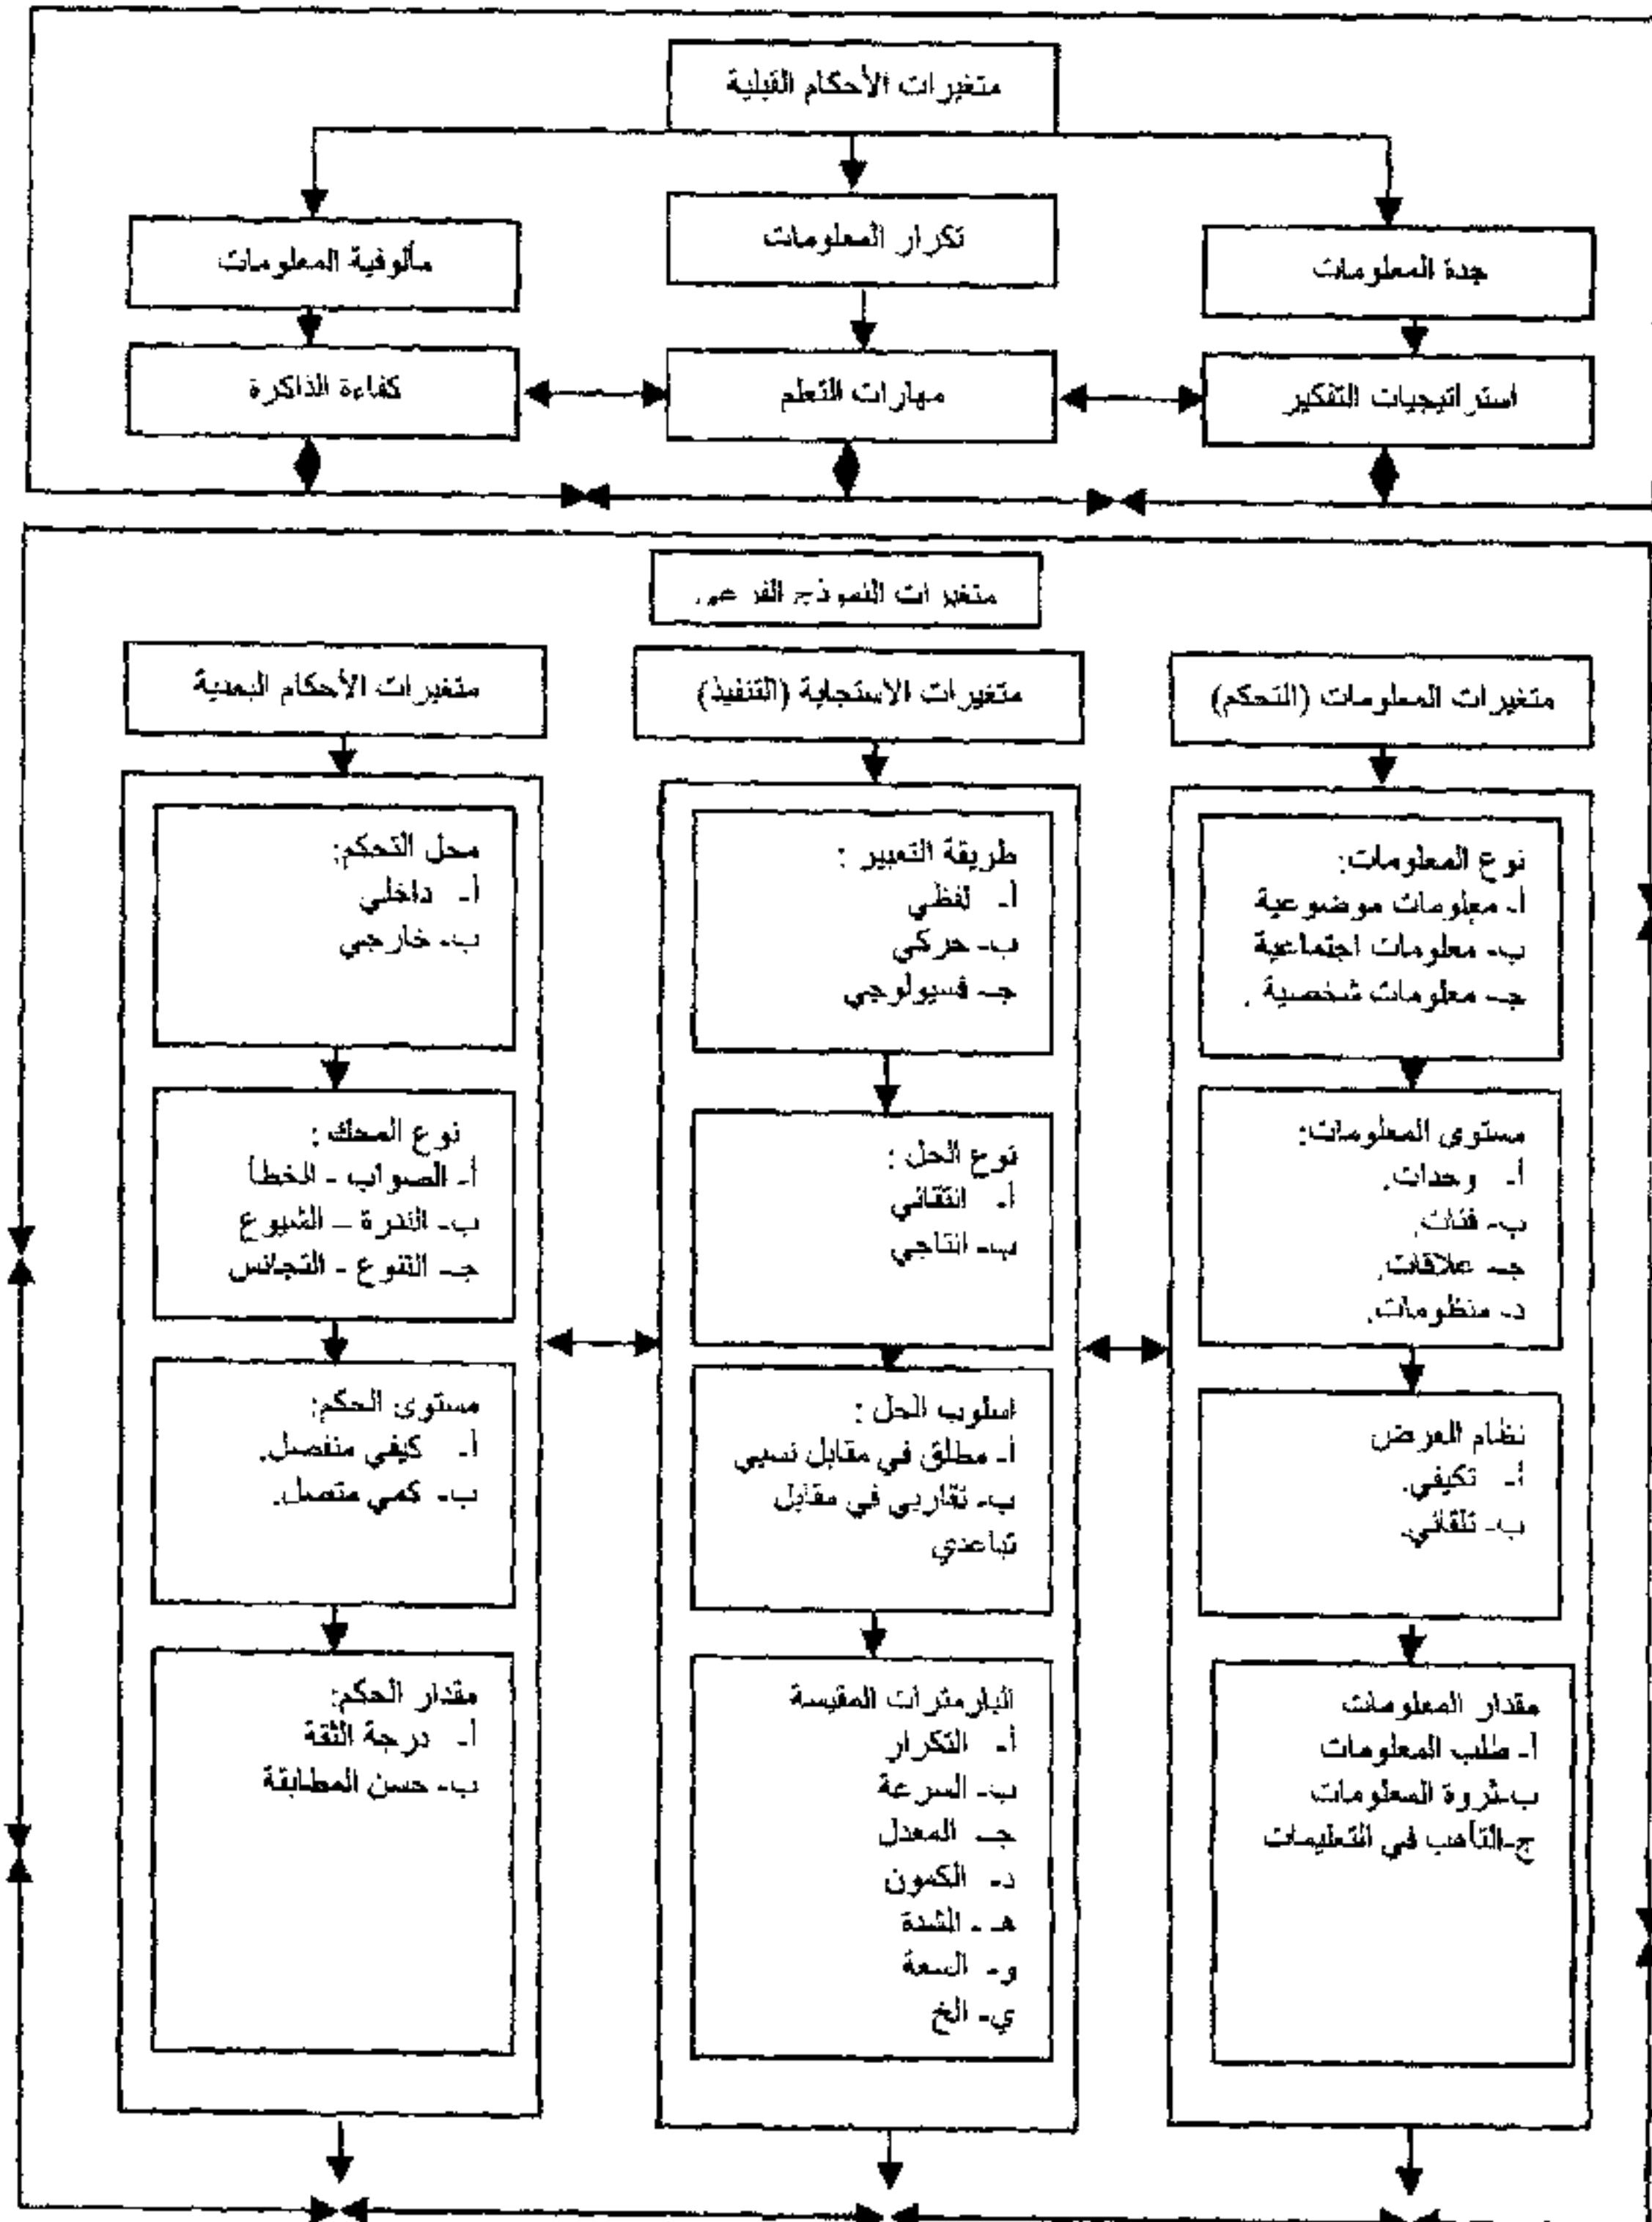 متغيرات الأحكام القبلية
جدة المعلومات
تكرار المعلومات
مألوفية المعلومات
استراتيجيات التفكير
مهارات التعلم
كفاءة الذاكرة
متغيرات النموذج الفرعي
متغيرات المعلومات (التحكم)
متغيرات الاستجابة (التنفيذ)
متغيرات الأحكام البعدية
نوع المعلومات:
أ- معلومات موضوعية
ب- معلومات اجتماعية
جـ- معلومات شخصية .
مستوى المعلومات:
أ- وحدات.
ب- فئات.
جـ- علاقات.
د- منظومات.
نظام العرض
أ- تكيفي.
ب- تلقائي.
مقدار المعلومات
أ- طلب المعلومات
ب-ثروة المعلومات
ج-التأهب في التعليمات
طريقة التعبير :
أ- لفظي
ب- حركي
جـ- فسيولوجي
نوع الحل :
أ- انتقائي
ب- انتاجي
اسلوب الحل :
أ- مطلق في مقابل نسبي
ب- تقاربي في مقابل
تباعدي
البارمترات المقيسة
أ- التكرار
ب- السرعة
جـ- المعدل
د- الكمون
هـ - الشدة
و- السعة
ي- الخ
محل التحكم:
أ- داخلي
ب- خارجي
نوع المحك :
أ- الصواب - الخطأ
ب- الندرة – الشيوع
جـ- التنوع - التجانس
مستوى الحكم:
أ- كيفي منفصل.
ب- كمي متصل.
مقدار الحكم:
أ- درجة الثقة
ب- حسن المطابقة